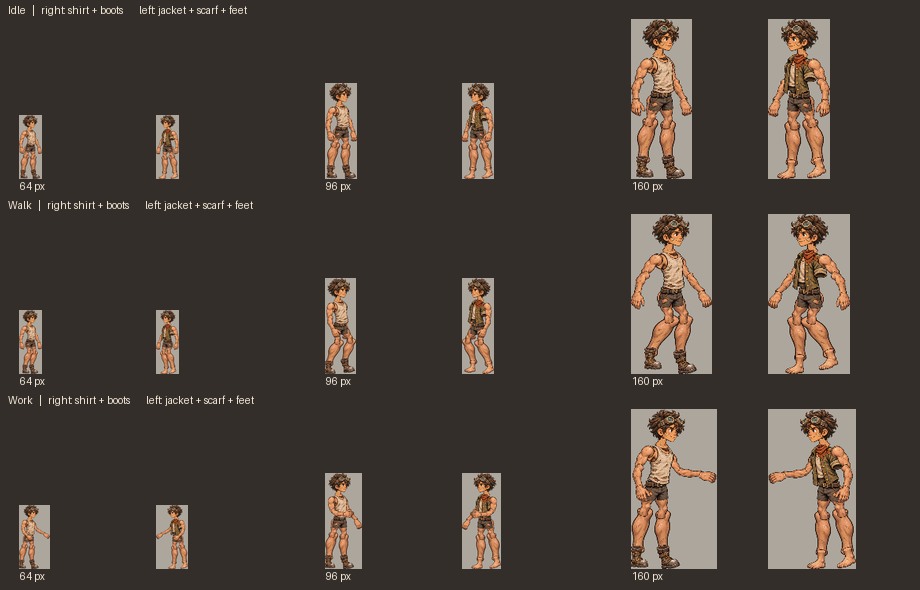 Idle | right: shirt + boots left: jacket + scarf + feet
64 px 96 px 160 px
Walk | right: shirt + boots left: jacket + scarf + feet
64 px 96 px 160 px
Work | right: shirt + boots left: jacket + scarf + feet
64 px 96 px 160 px